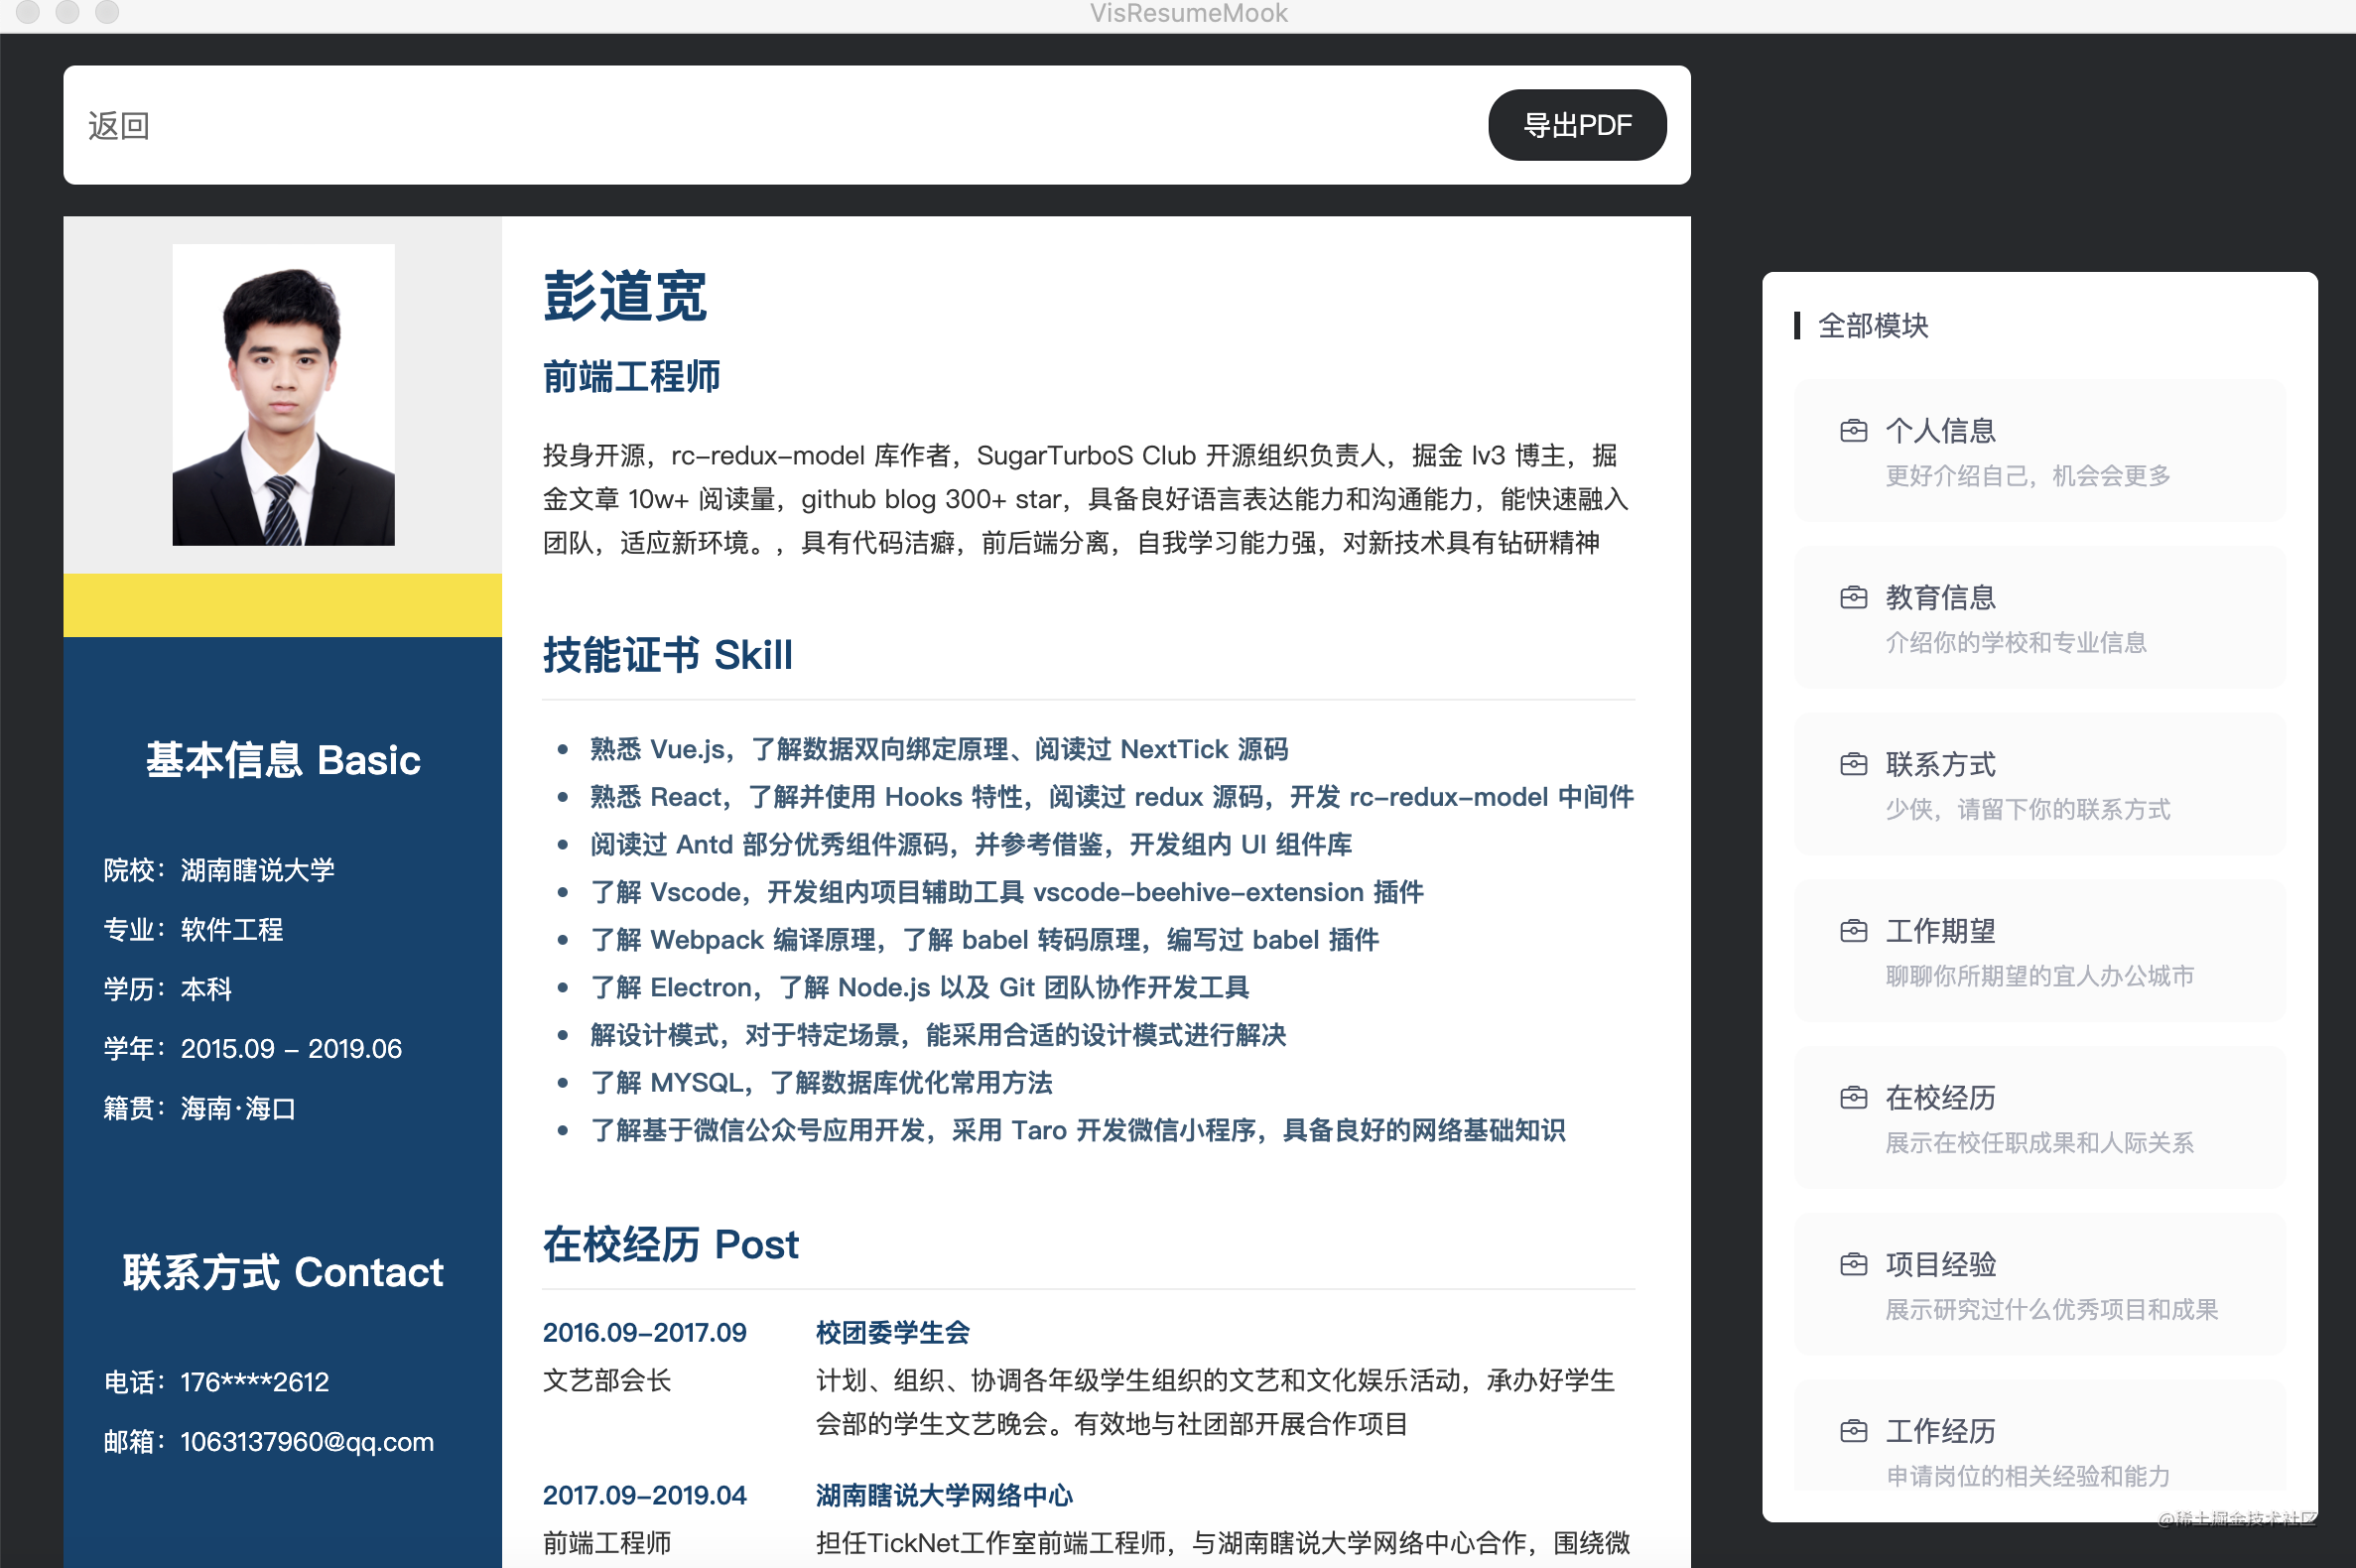 VisResumeMook
返回
导出PDF
彭道宽
前端工程师
投身开源，rc-redux-model 库作者，SugarTurboS Club 开源组织负责人，掘金 lv3 博主，掘
金文章 10w+ 阅读量，github blog 300+ star，具备良好语言表达能力和沟通能力，能快速融入
团队，适应新环境。，具有代码洁癖，前后端分离，自我学习能力强，对新技术具有钻研精神
基本信息 Basic
院校：湖南瞎说大学
专业：软件工程
学历：本科
学年：2015.09 - 2019.06
籍贯：海南·海口
联系方式 Contact
电话：176****2612
邮箱：1063137960@qq.com
技能证书 Skill
• 熟悉 Vue.js，了解数据双向绑定原理、阅读过 NextTick 源码
• 熟悉 React，了解并使用 Hooks 特性，阅读过 redux 源码，开发 rc-redux-model 中间件
• 阅读过 Antd 部分优秀组件源码，并参考借鉴，开发组内 UI 组件库
• 了解 Vscode，开发组内项目辅助工具 vscode-beehive-extension 插件
• 了解 Webpack 编译原理，了解 babel 转码原理，编写过 babel 插件
• 了解 Electron，了解 Node.js 以及 Git 团队协作开发工具
• 解设计模式，对于特定场景，能采用合适的设计模式进行解决
• 了解 MYSQL，了解数据库优化常用方法
• 了解基于微信公众号应用开发，采用 Taro 开发微信小程序，具备良好的网络基础知识
在校经历 Post
2016.09-2017.09 校团委学生会
文艺部会长 计划、组织、协调各年级学生组织的文艺和文化娱乐活动，承办好学生
会部的学生文艺晚会。有效地与社团部开展合作项目
2017.09-2019.04 湖南瞎说大学网络中心
前端工程师 担任TickNet工作室前端工程师，与湖南瞎说大学网络中心合作，围绕微
全部模块
个人信息
更好介绍自己，机会会更多
教育信息
介绍你的学校和专业信息
联系方式
少侠，请留下你的联系方式
工作期望
聊聊你所期望的宜人办公城市
在校经历
展示在校任职成果和人际关系
项目经验
展示研究过什么优秀项目和成果
工作经历
申请岗位的相关经验和能力
@稀土掘金技术社区